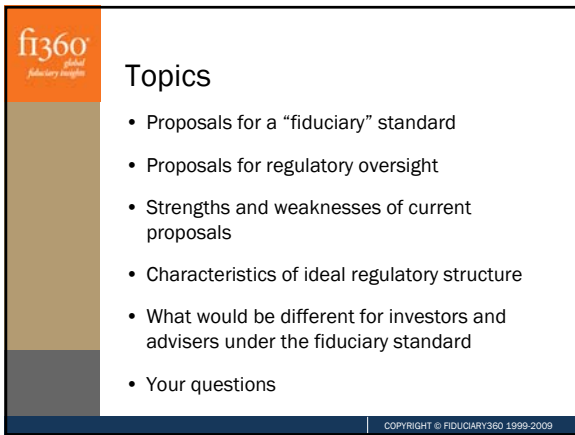 fi360
global
fiduciary insights
Topics
• Proposals for a “fiduciary” standard
• Proposals for regulatory oversight
• Strengths and weaknesses of current
proposals
• Characteristics of ideal regulatory structure
• What would be different for investors and
advisers under the fiduciary standard
• Your questions
COPYRIGHT © FIDUCIARY360 1999-2009